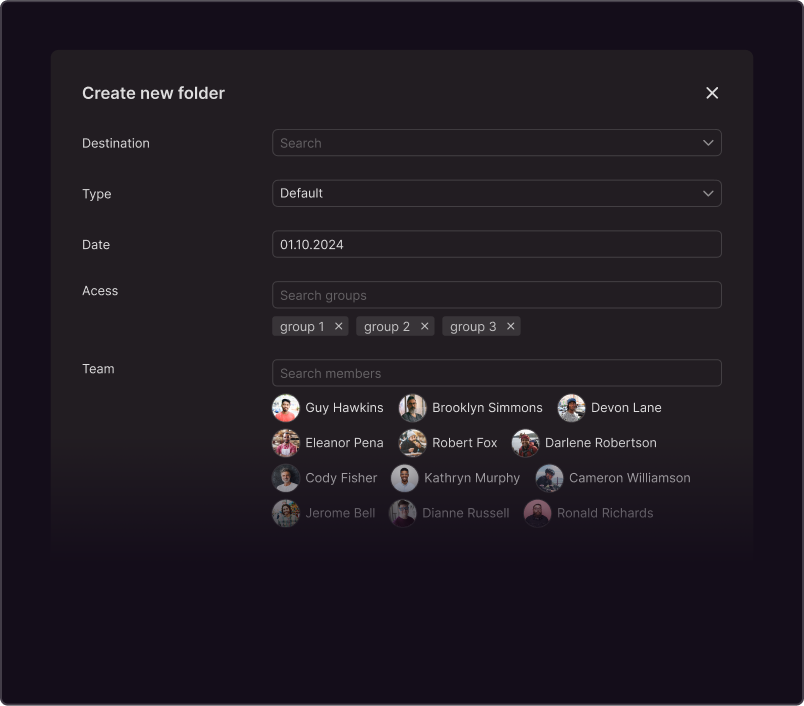 Create new folder
Destination Search
Type Default
Date 01.10.2024
Acess Search groups
group 1 group 2 group 3
Team Search members
Guy Hawkins Brooklyn Simmons Devon Lane
Eleanor Pena Robert Fox Darlene Robertson
Cody Fisher Kathryn Murphy Cameron Williamson
Jerome Bell Dianne Russell Ronald Richards